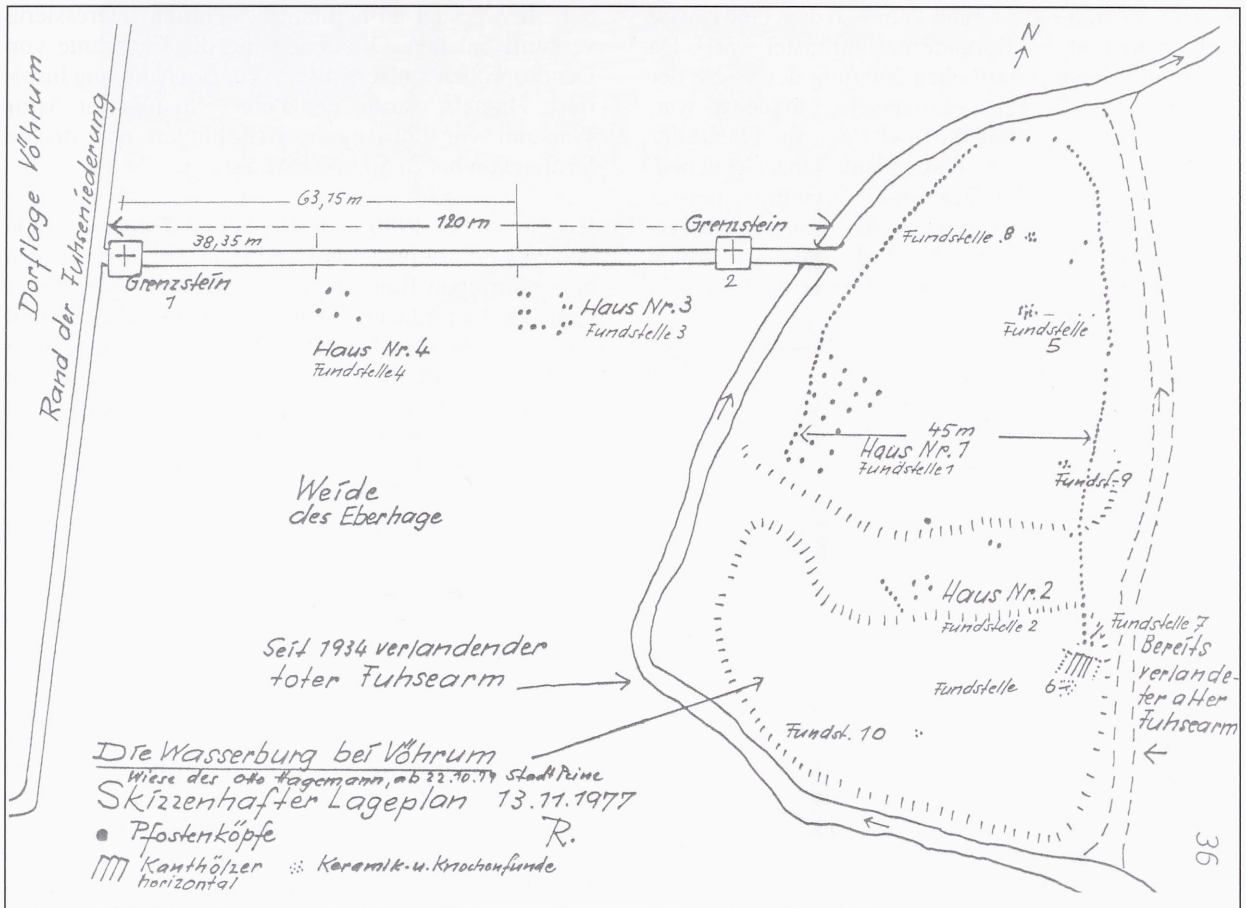 Dorflage Vöhrum
Rand der Fuhseniederung
N
63,15 m
120 m
38,35 m
Grenzstein
1
Grenzstein
2
Haus Nr. 4
Fundstelle 4
Haus Nr. 3
Fundstelle 3
Fundstelle 8
Fundstelle
5
45 m
Haus Nr. 1
Fundstelle 1
Fundst. 9
Weide
des Eberhage
Haus Nr. 2
Fundstelle 2
Fundstelle 7
Bereits
verlande-
ter alter
Fuhsearm
Fundstelle 6
Fundst. 10
Seit 1934 verlandender
toter Fuhsearm
Die Wasserburg bei Vöhrum
Wiese des Otto Hagemann, ab 22.10.79 Stadt Peine
Skizzenhafter Lageplan 13.11.1977
R.
Pfostenköpfe
Kanthölzer
horizontal
Keramik- u. Knochenfunde
36